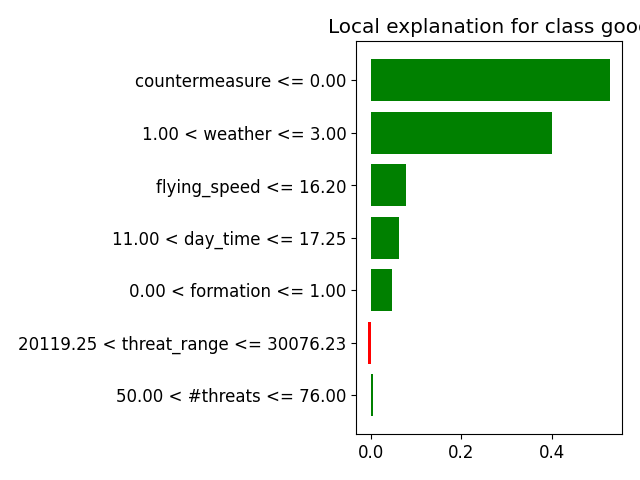 Local explanation for class good
countermeasure <= 0.00
1.00 < weather <= 3.00
flying_speed <= 16.20
11.00 < day_time <= 17.25
0.00 < formation <= 1.00
20119.25 < threat_range <= 30076.23
50.00 < #threats <= 76.00
0.0 0.2 0.4